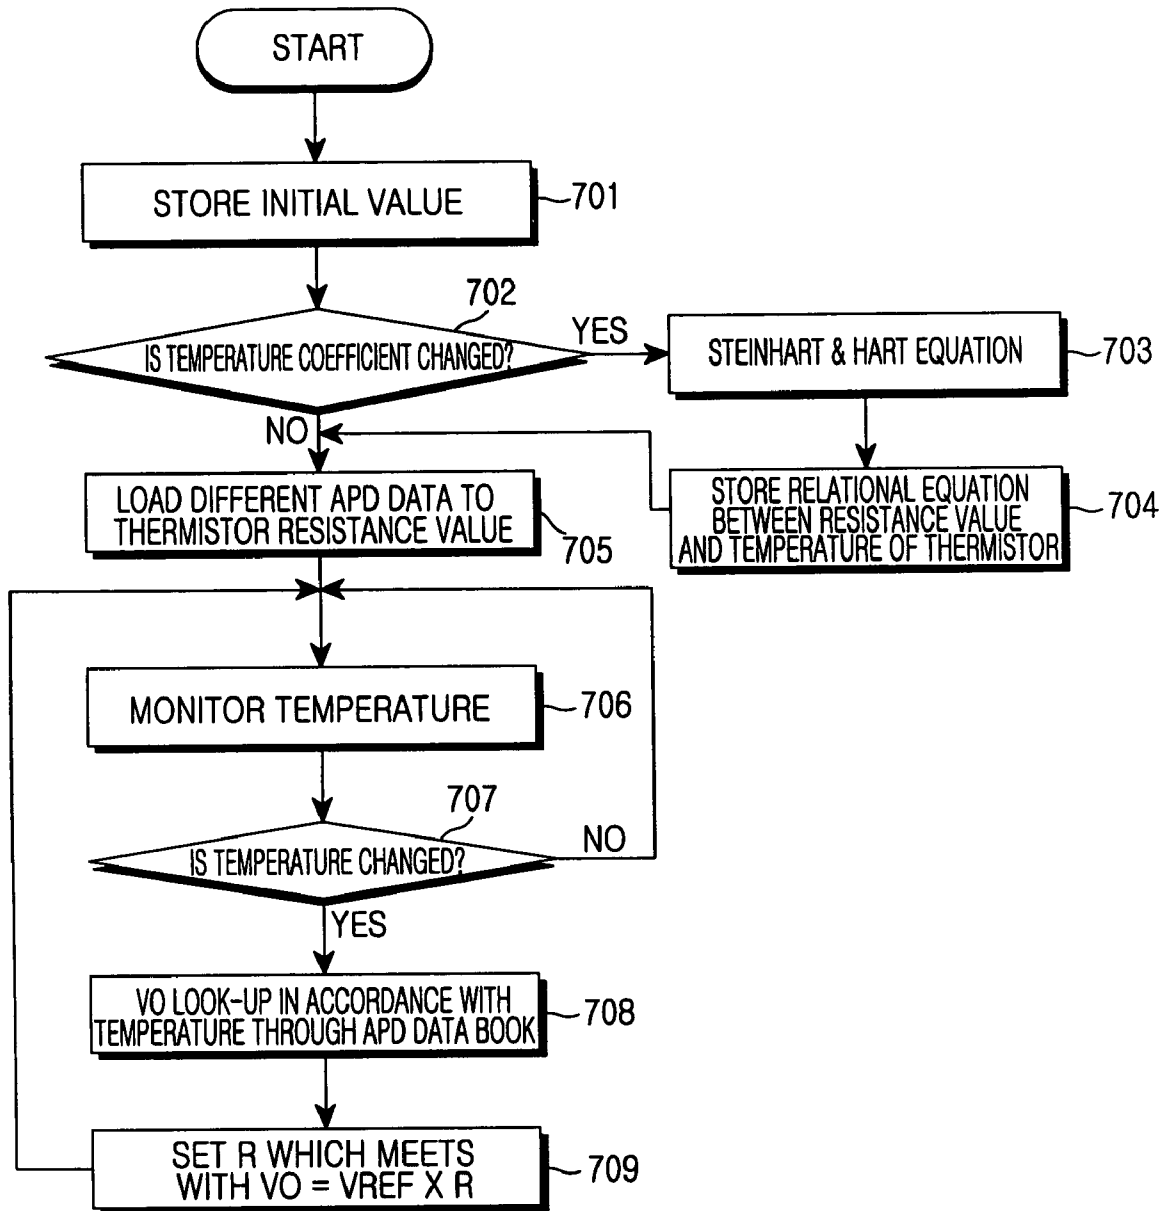 START
STORE INITIAL VALUE
701
702
IS TEMPERATURE COEFFICIENT CHANGED?
YES
STEINHART & HART EQUATION
703
NO
STORE RELATIONAL EQUATION
BETWEEN RESISTANCE VALUE
AND TEMPERATURE OF THERMISTOR
704
LOAD DIFFERENT APD DATA TO
THERMISTOR RESISTANCE VALUE
705
MONITOR TEMPERATURE
706
707
IS TEMPERATURE CHANGED?
NO
YES
VO LOOK-UP IN ACCORDANCE WITH
TEMPERATURE THROUGH APD DATA BOOK
708
SET R WHICH MEETS
WITH VO = VREF X R
709